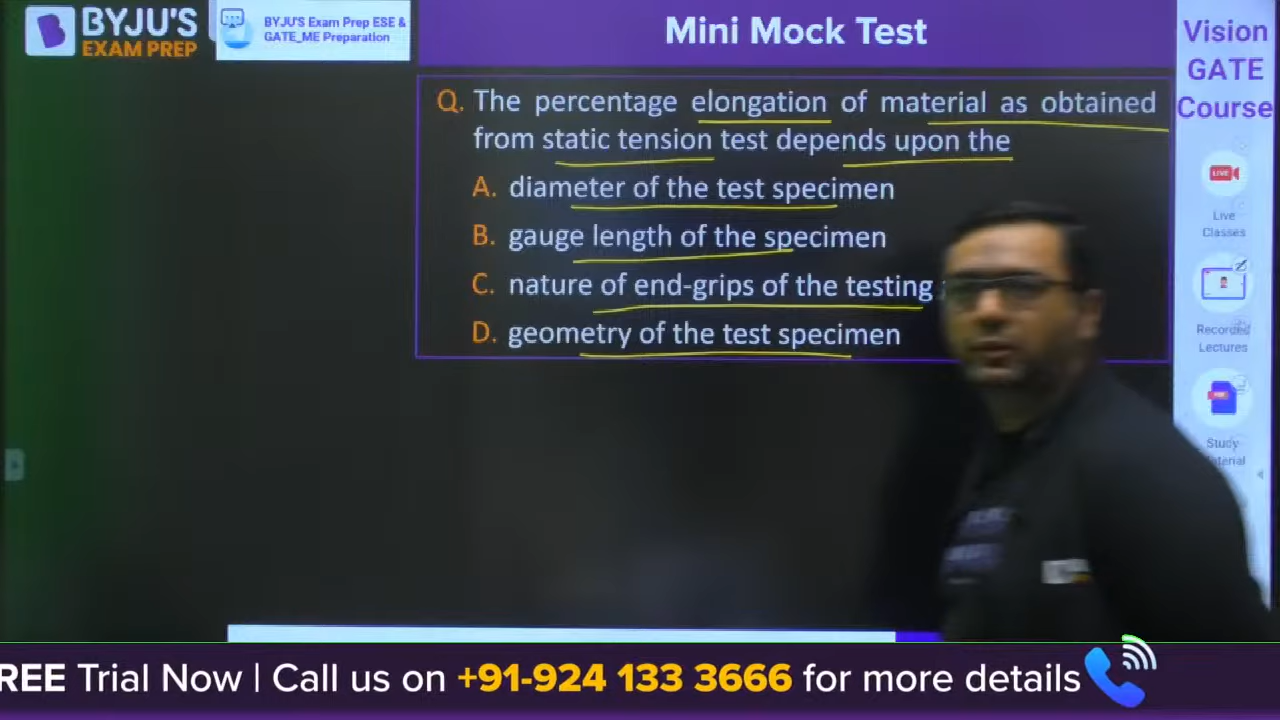 BYJU'S
EXAM PREP
BYJU'S Exam Prep ESE &
GATE_ME Preparation
Mini Mock Test
Vision
GATE
Course
Q. The percentage elongation of material as obtained
from static tension test depends upon the
A. diameter of the test specimen
B. gauge length of the specimen
C. nature of end-grips of the testing
D. geometry of the test specimen
LIVE
Live
Classes
Recorded
Lectures
PDF
Study
Material
REE Trial Now | Call us on +91-924 133 3666 for more details